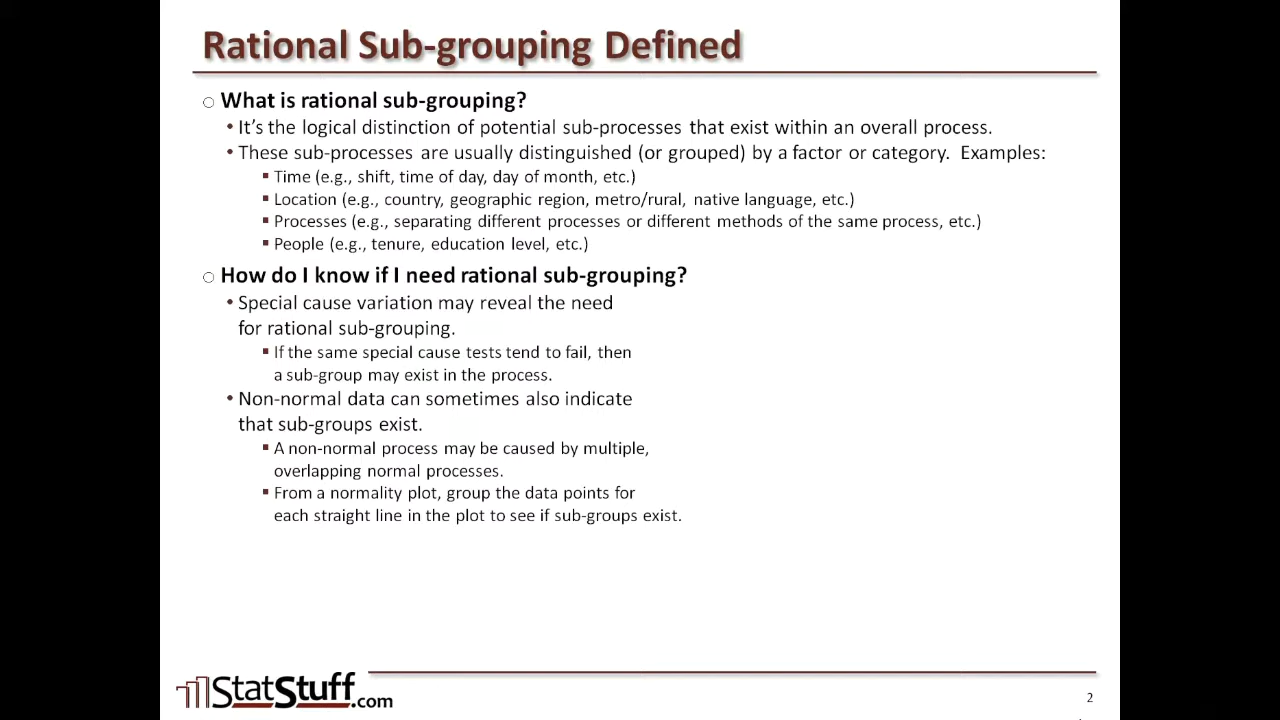 Rational Sub-grouping Defined
What is rational sub-grouping?
It's the logical distinction of potential sub-processes that exist within an overall process.
These sub-processes are usually distinguished (or grouped) by a factor or category. Examples:
Time (e.g., shift, time of day, day of month, etc.)
Location (e.g., country, geographic region, metro/rural, native language, etc.)
Processes (e.g., separating different processes or different methods of the same process, etc.)
People (e.g., tenure, education level, etc.)
How do I know if I need rational sub-grouping?
Special cause variation may reveal the need
for rational sub-grouping.
If the same special cause tests tend to fail, then
a sub-group may exist in the process.
Non-normal data can sometimes also indicate
that sub-groups exist.
A non-normal process may be caused by multiple,
overlapping normal processes.
From a normality plot, group the data points for
each straight line in the plot to see if sub-groups exist.
StatStuff.com
2